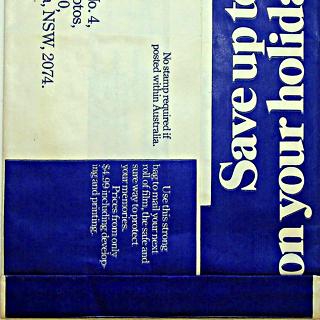 Save up t
on your holida
No stamp required if
posted within Australia.
lo 4,
otos,
0,
, NSW, 2074.
Use this strong
bag to mail your next
roll of film, the safe and
sure way to protect
your memories.
Prices from only
$4.99 including develop-
ing and printing.